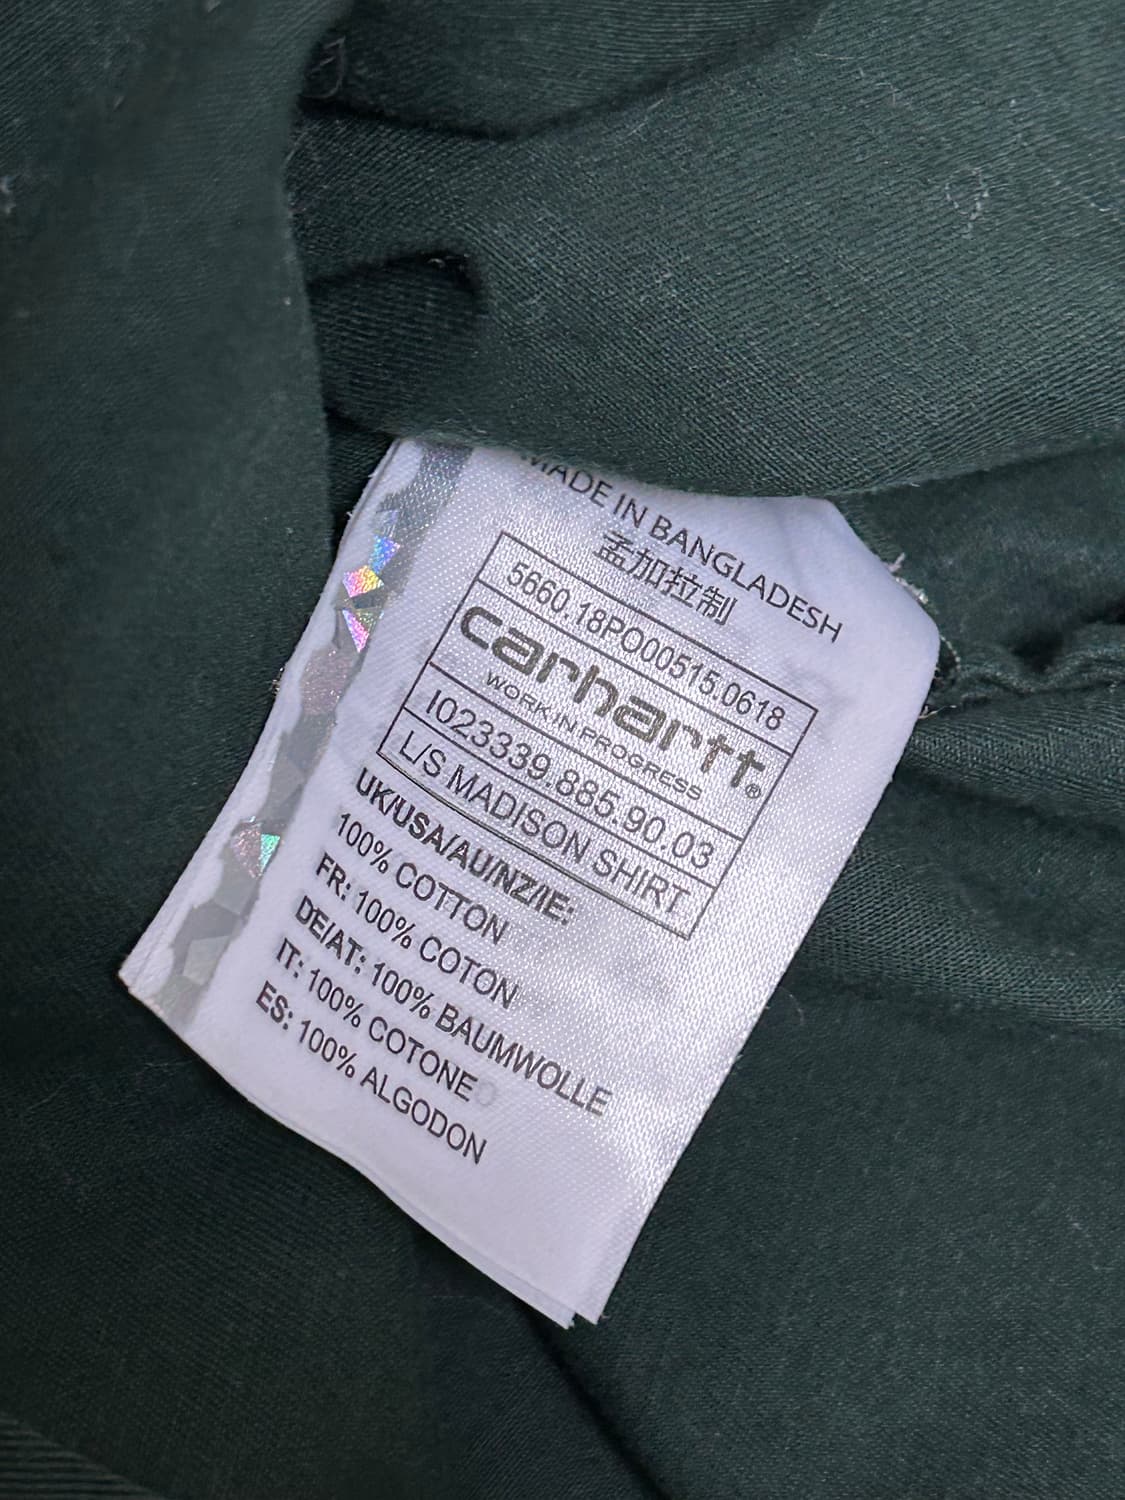 MADE IN BANGLADESH
孟加拉制
5660.18PO00515.0618
carhartt®
WORK IN PROGRESS
I023339.885.90.03
L/S MADISON SHIRT
UK/USA/AU/NZ/IE:
100% COTTON
FR: 100% COTON
DE/AT: 100% BAUMWOLLE
IT: 100% COTONE
ES: 100% ALGODON